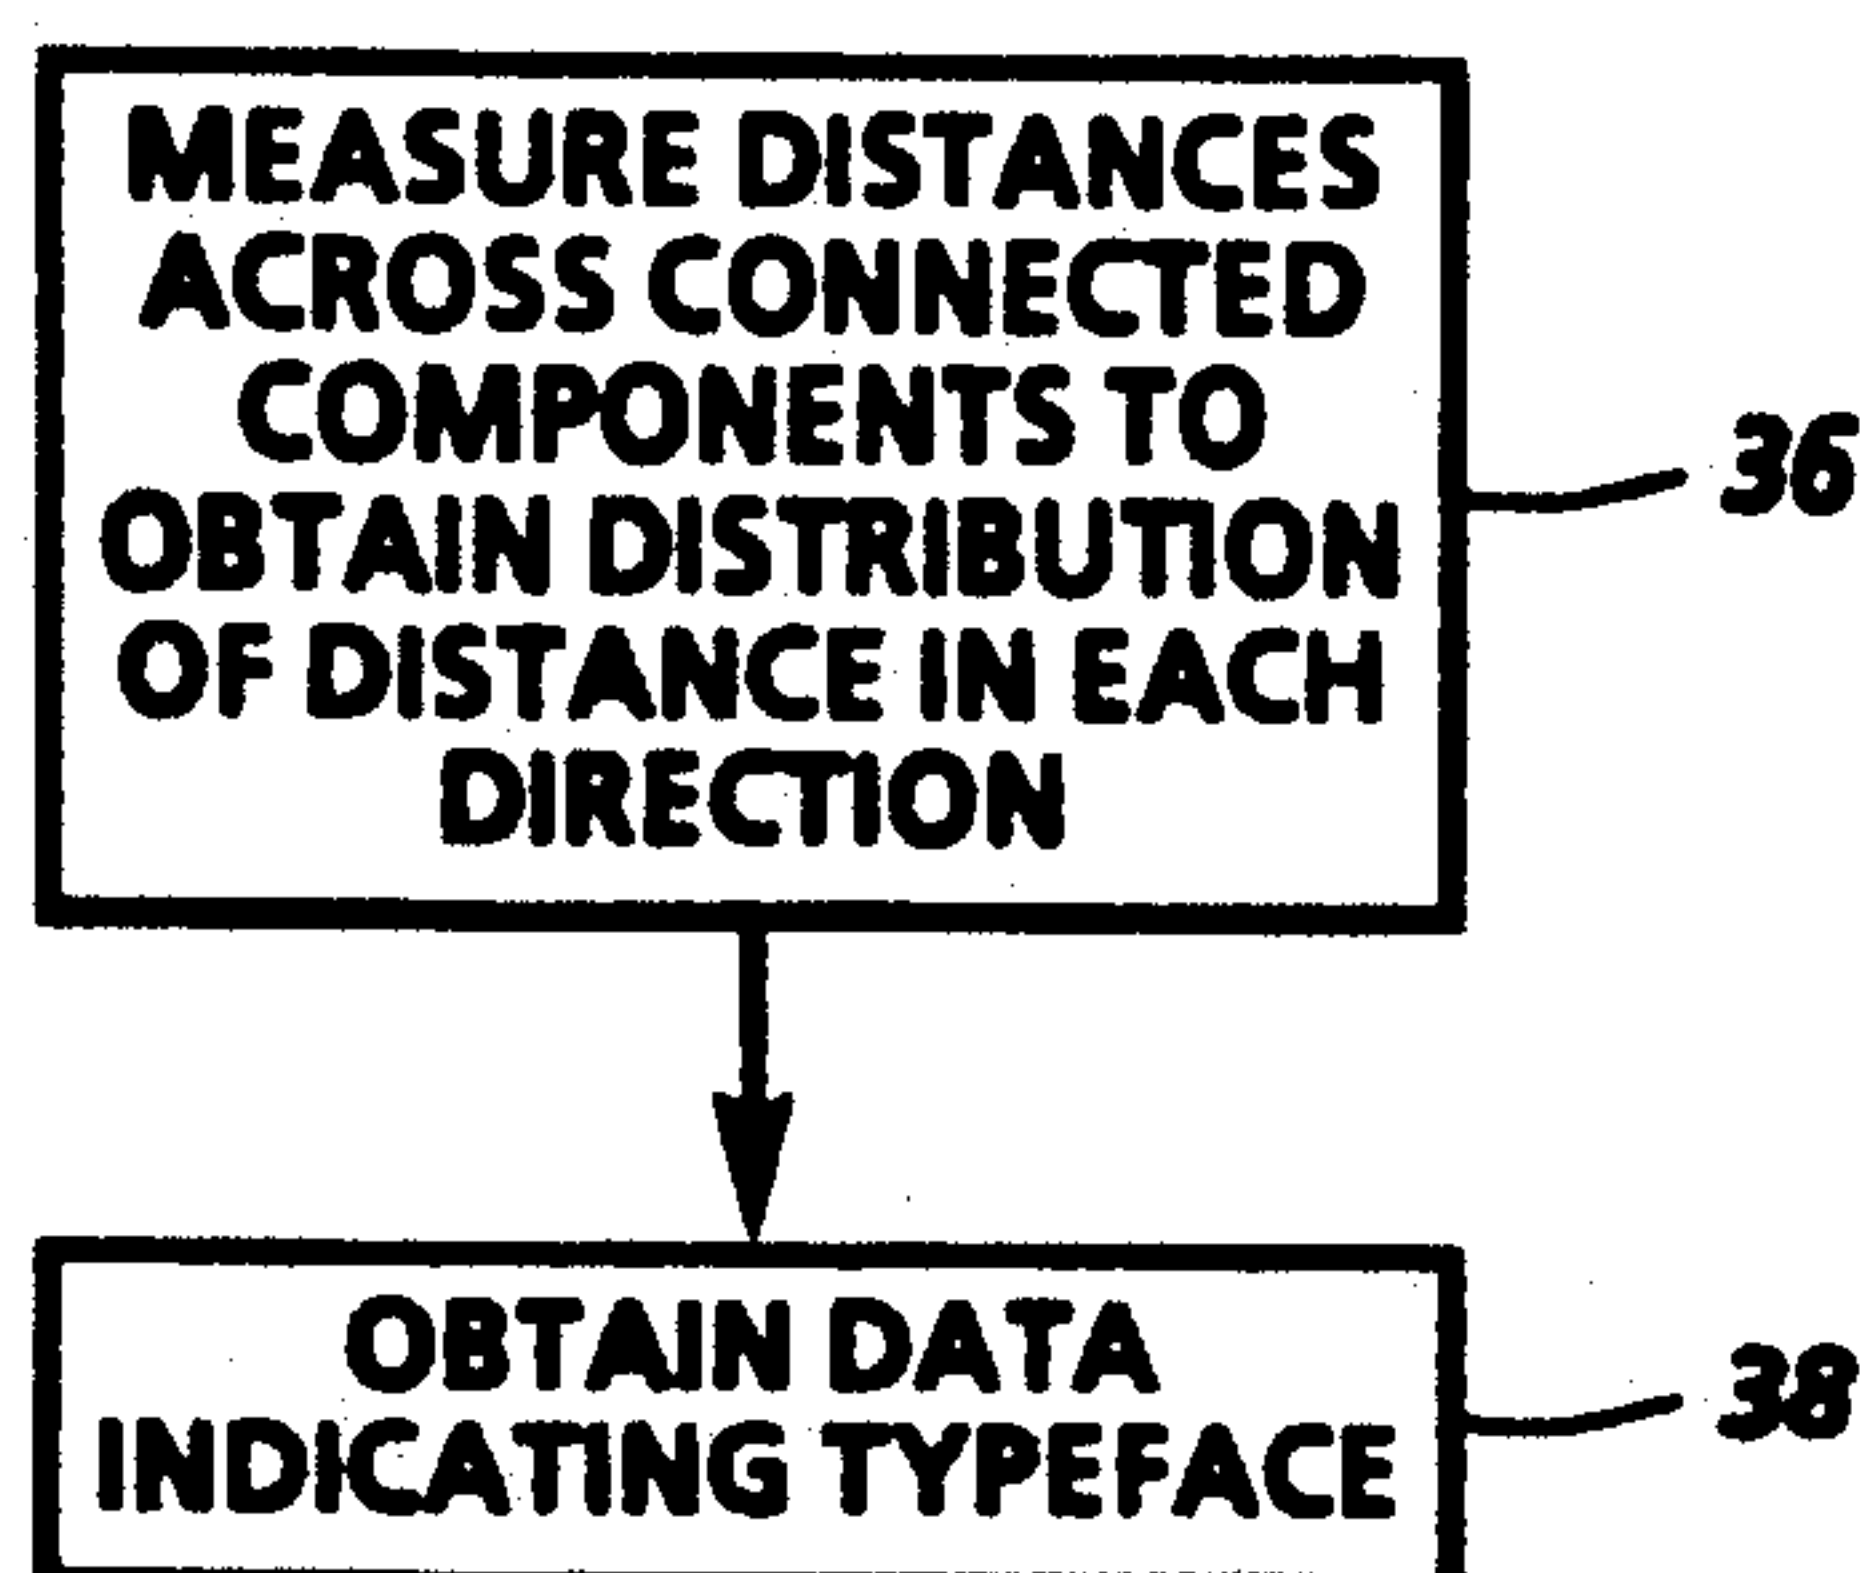 MEASURE DISTANCES
ACROSS CONNECTED
COMPONENTS TO
OBTAIN DISTRIBUTION
OF DISTANCE IN EACH
DIRECTION
36
OBTAIN DATA
INDICATING TYPEFACE
38